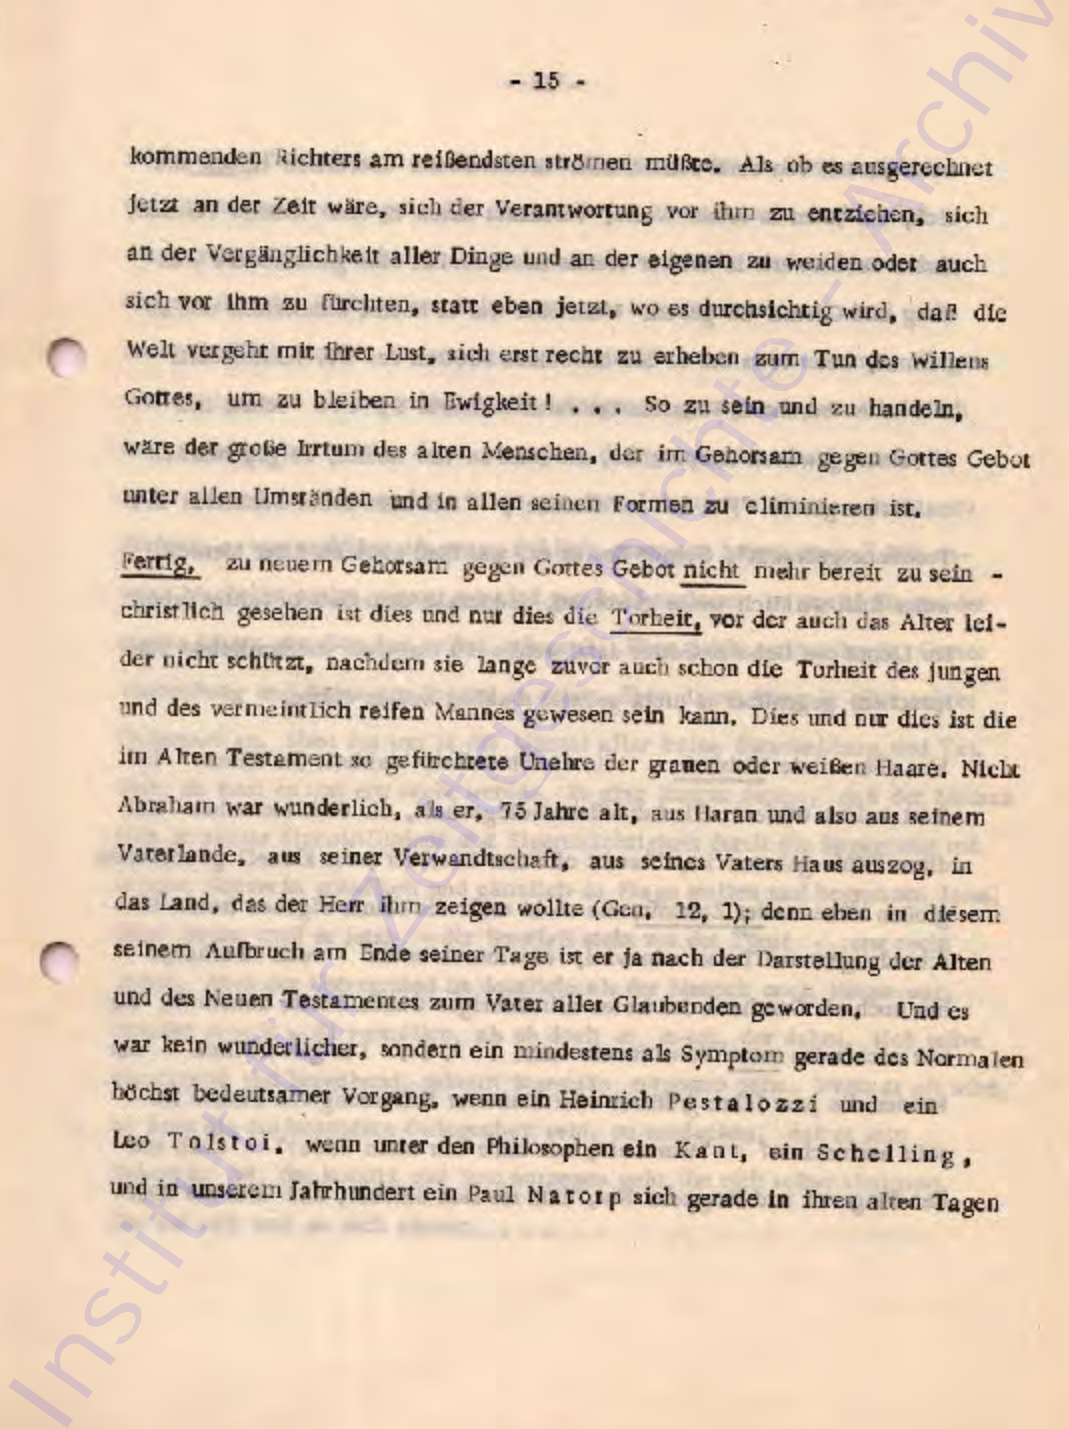 - 15 -
kommenden Richters am reißendsten strömen müßte. Als ob es ausgerechnet
jetzt an der Zeit wäre, sich der Verantwortung vor ihm zu entziehen, sich
an der Vergänglichkeit aller Dinge und an der eigenen zu weiden oder auch
sich vor ihm zu fürchten, statt eben jetzt, wo es durchsichtig wird, daß die
Welt vergeht mit ihrer Lust, sich erst recht zu erheben zum Tun des Willens
Gottes, um zu bleiben in Ewigkeit! . . . So zu sein und zu handeln,
wäre der große Irrtum des alten Menschen, der im Gehorsam gegen Gottes Gebot
unter allen Umständen und in allen seinen Formen zu eliminieren ist.
Fertig, zu neuem Gehorsam gegen Gottes Gebot nicht mehr bereit zu sein -
christlich gesehen ist dies und nur dies die Torheit, vor der auch das Alter lei-
der nicht schützt, nachdem sie lange zuvor auch schon die Torheit des jungen
und des vermeintlich reifen Mannes gewesen sein kann. Dies und nur dies ist die
im Alten Testament so gefürchtete Unehre der grauen oder weißen Haare. Nicht
Abraham war wunderlich, als er, 75 Jahre alt, aus Haran und also aus seinem
Vaterlande, aus seiner Verwandtschaft, aus seines Vaters Haus auszog, in
das Land, das der Herr ihm zeigen wollte (Gen. 12, 1); denn eben in diesem
seinem Aufbruch am Ende seiner Tage ist er ja nach der Darstellung der Alten
und des Neuen Testamentes zum Vater aller Glaubenden geworden. Und es
war kein wunderlicher, sondern ein mindestens als Symptom gerade des Normalen
höchst bedeutsamer Vorgang, wenn ein Heinrich Pestalozzi und ein
Leo Tolstoi, wenn unter den Philosophen ein Kant, ein Schelling,
und in unserem Jahrhundert ein Paul Natorp sich gerade in ihren alten Tagen
Institut für Zeitgeschichte - Archiv